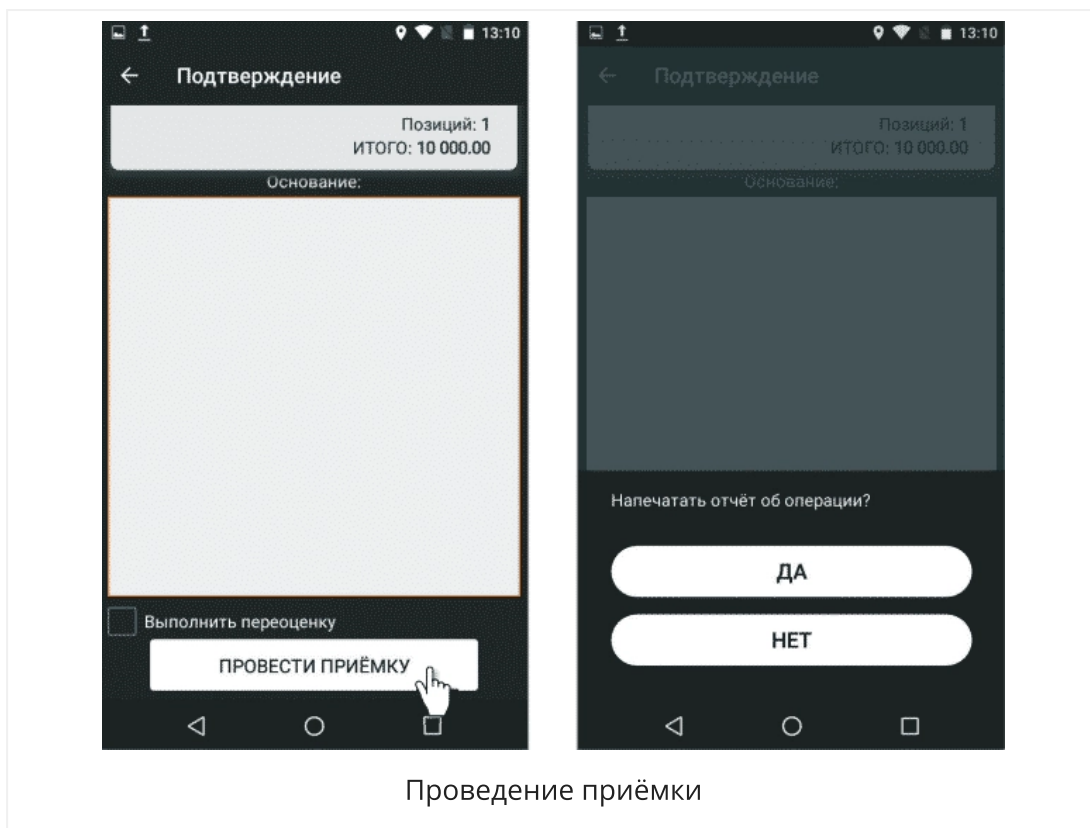 13:10
Подтверждение
Позиций: 1
ИТОГО: 10 000.00
Основание:
Выполнить переоценку
ПРОВЕСТИ ПРИЁМКУ
13:10
Подтверждение
Позиций: 1
ИТОГО: 10 000.00
Основание:
Напечатать отчёт об операции?
ДА
НЕТ
Проведение приёмки